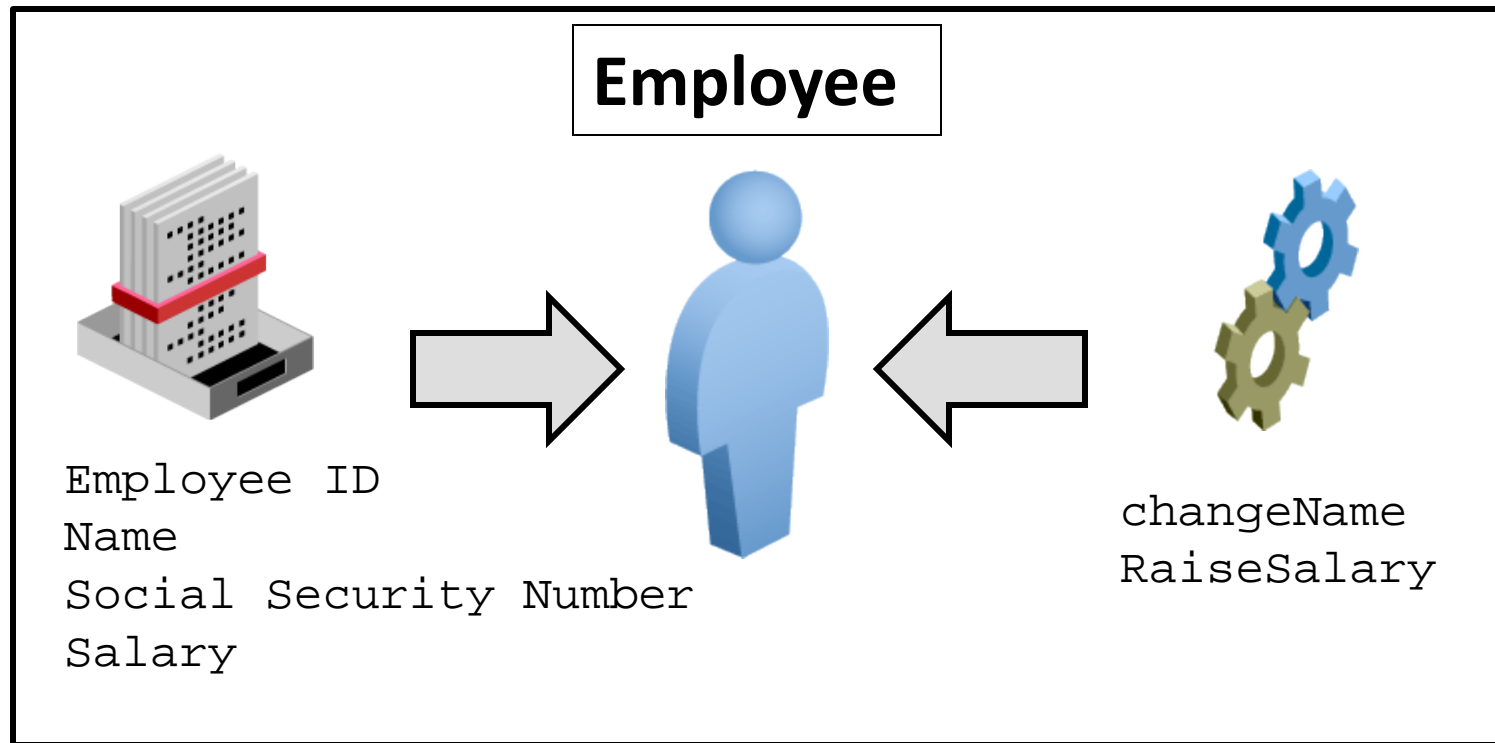 Employee
Employee ID
Name
Social Security Number
Salary
changeName
RaiseSalary